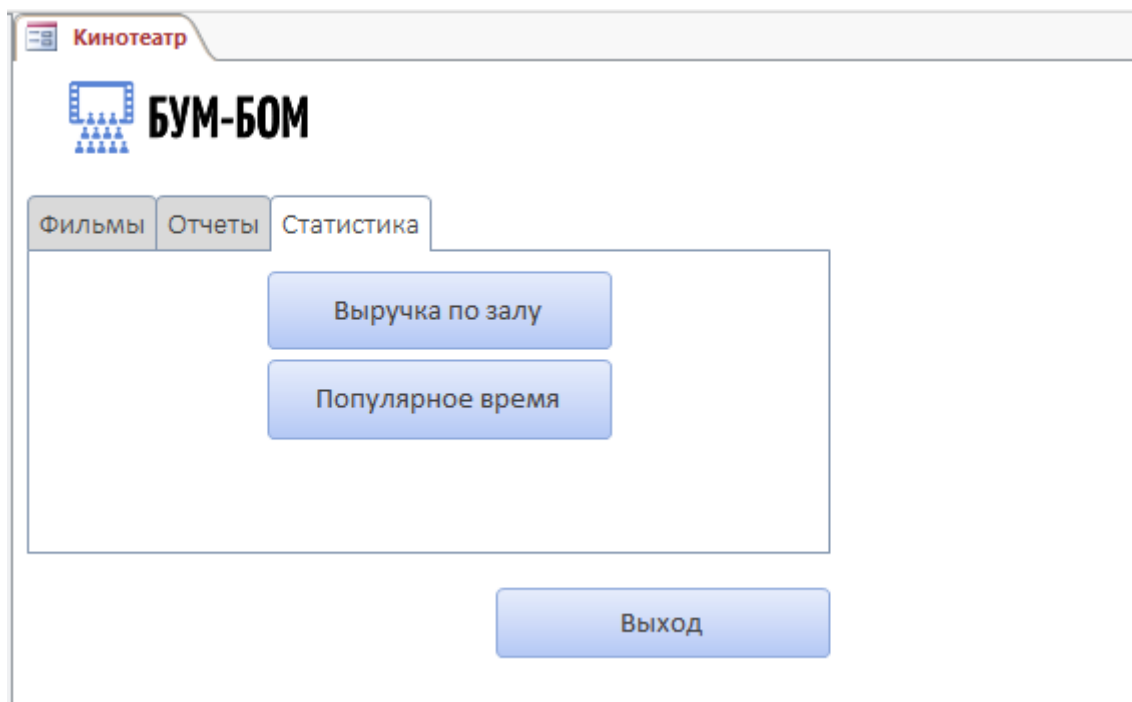 Кинотеатр
БУМ-БОМ
Фильмы Отчеты Статистика
Выручка по залу
Популярное время
Выход